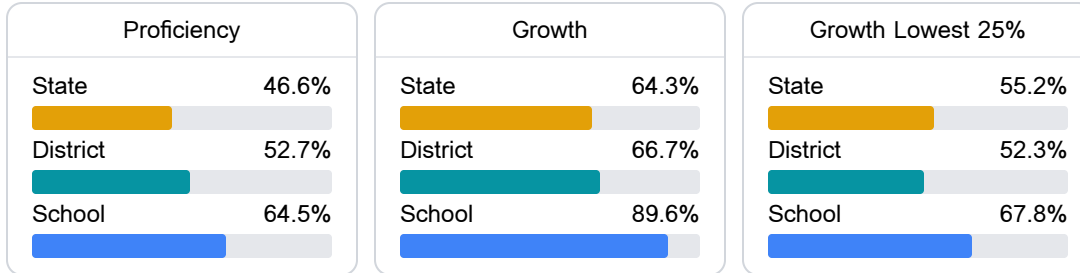 Proficiency
State 46.6%
District 52.7%
School 64.5%
Growth
State 64.3%
District 66.7%
School 89.6%
Growth Lowest 25%
State 55.2%
District 52.3%
School 67.8%